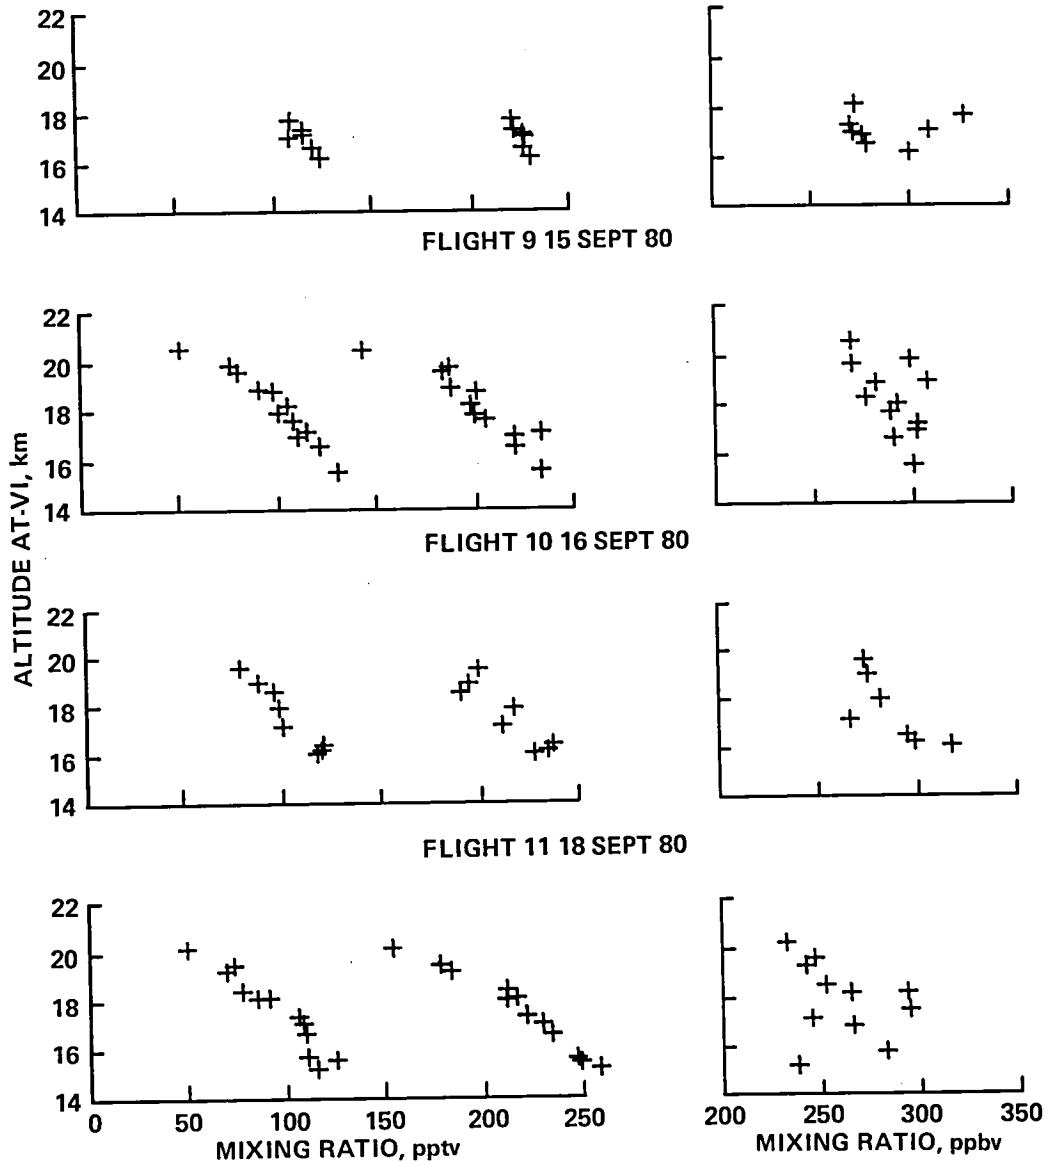 22
20
18
16
14
FLIGHT 9 15 SEPT 80
22
20
18
16
14
FLIGHT 10 16 SEPT 80
ALTITUDE AT-VI, km
22
20
18
16
14
FLIGHT 11 18 SEPT 80
22
20
18
16
14
0 50 100 150 200 250
MIXING RATIO, pptv
200 250 300 350
MIXING RATIO, ppbv